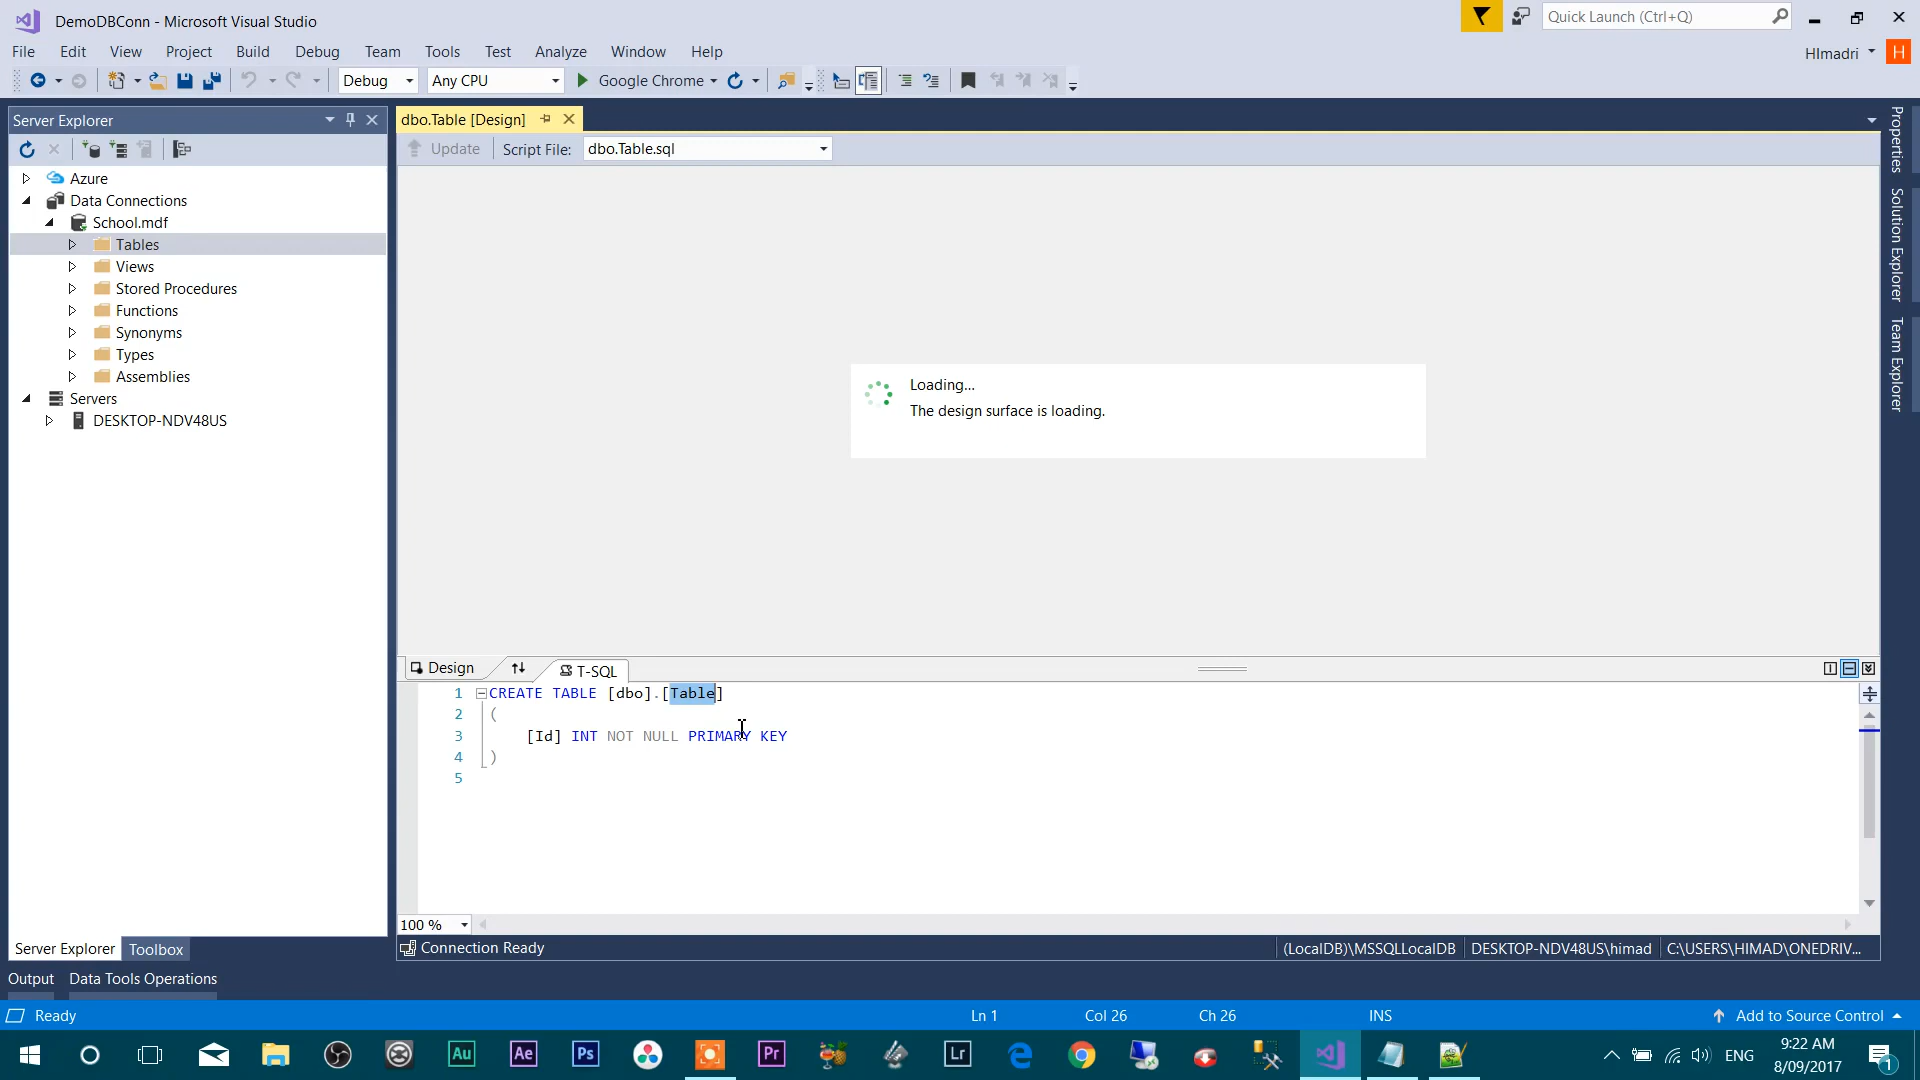 DemoDBConn - Microsoft Visual Studio
Quick Launch (Ctrl+Q)
File Edit View Project Build Debug Team Tools Test Analyze Window Help
HImadri H
Debug Any CPU Google Chrome
Server Explorer
dbo.Table [Design]
Update Script File: dbo.Table.sql
Azure
Data Connections
School.mdf
Tables
Views
Stored Procedures
Functions
Synonyms
Types
Assemblies
Servers
DESKTOP-NDV48US
Loading...
The design surface is loading.
Properties
Solution Explorer
Team Explorer
Design T-SQL
1 CREATE TABLE [dbo].[Table]
2 (
3 [Id] INT NOT NULL PRIMARY KEY
4 )
5
100 %
Connection Ready (LocalDB)\MSSQLLocalDB DESKTOP-NDV48US\himad C:\USERS\HIMAD\ONEDRIV...
Server Explorer Toolbox
Output Data Tools Operations
Ready Ln 1 Col 26 Ch 26 INS Add to Source Control
Au Ae Ps Pr Lr
ENG
9:22 AM
8/09/2017
1